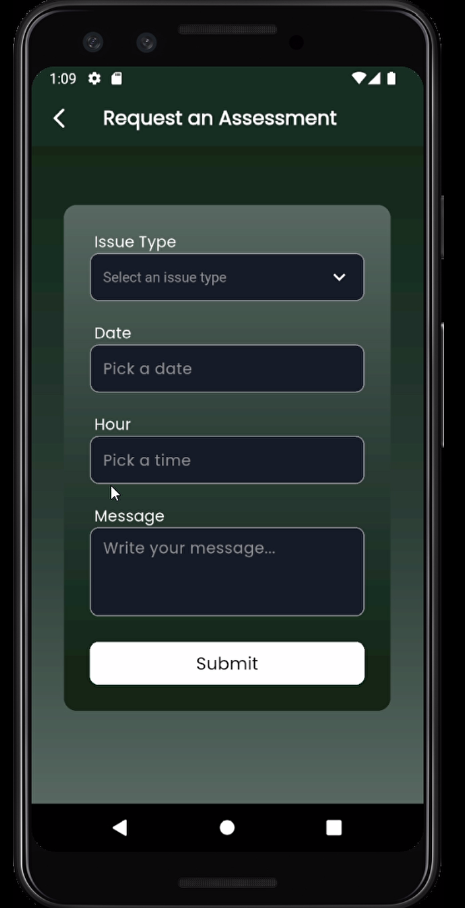 1:09
Request an Assessment
Issue Type
Select an issue type
Date
Pick a date
Hour
Pick a time
Message
Write your message...
Submit